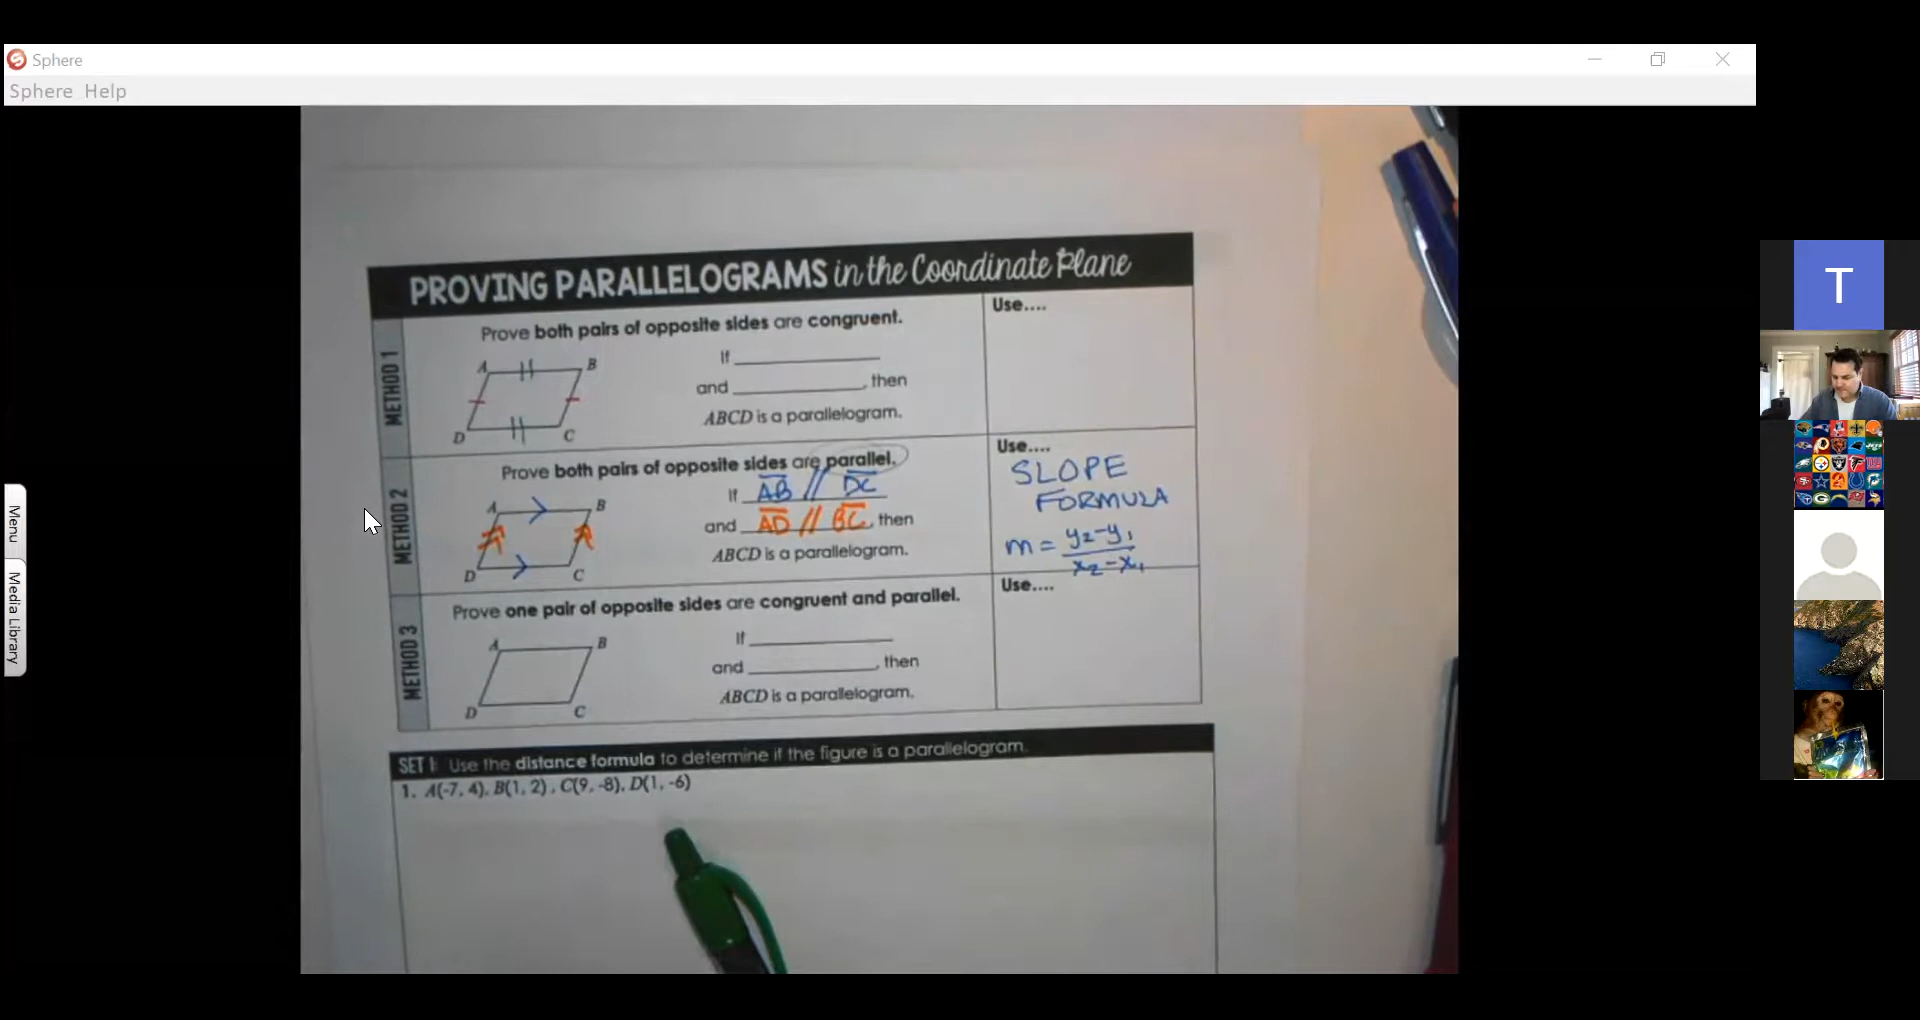 Sphere
Sphere Help
Menu
Media Library
PROVING PARALLELOGRAMS in the Coordinate Plane
METHOD 1
Prove both pairs of opposite sides are congruent.
A B
D C
If ____________
and ____________, then
ABCD is a parallelogram.
Use....
METHOD 2
Prove both pairs of opposite sides are parallel.
A B
D C
If AB // DC
and AD // BC, then
ABCD is a parallelogram.
Use....
SLOPE
FORMULA
m = y2-y1
x2-x1
METHOD 3
Prove one pair of opposite sides are congruent and parallel.
A B
D C
If ____________
and ____________, then
ABCD is a parallelogram.
Use....
SET 1: Use the distance formula to determine if the figure is a parallelogram.
1. A(-7, 4), B(1, 2), C(9, -8), D(1, -6)
T